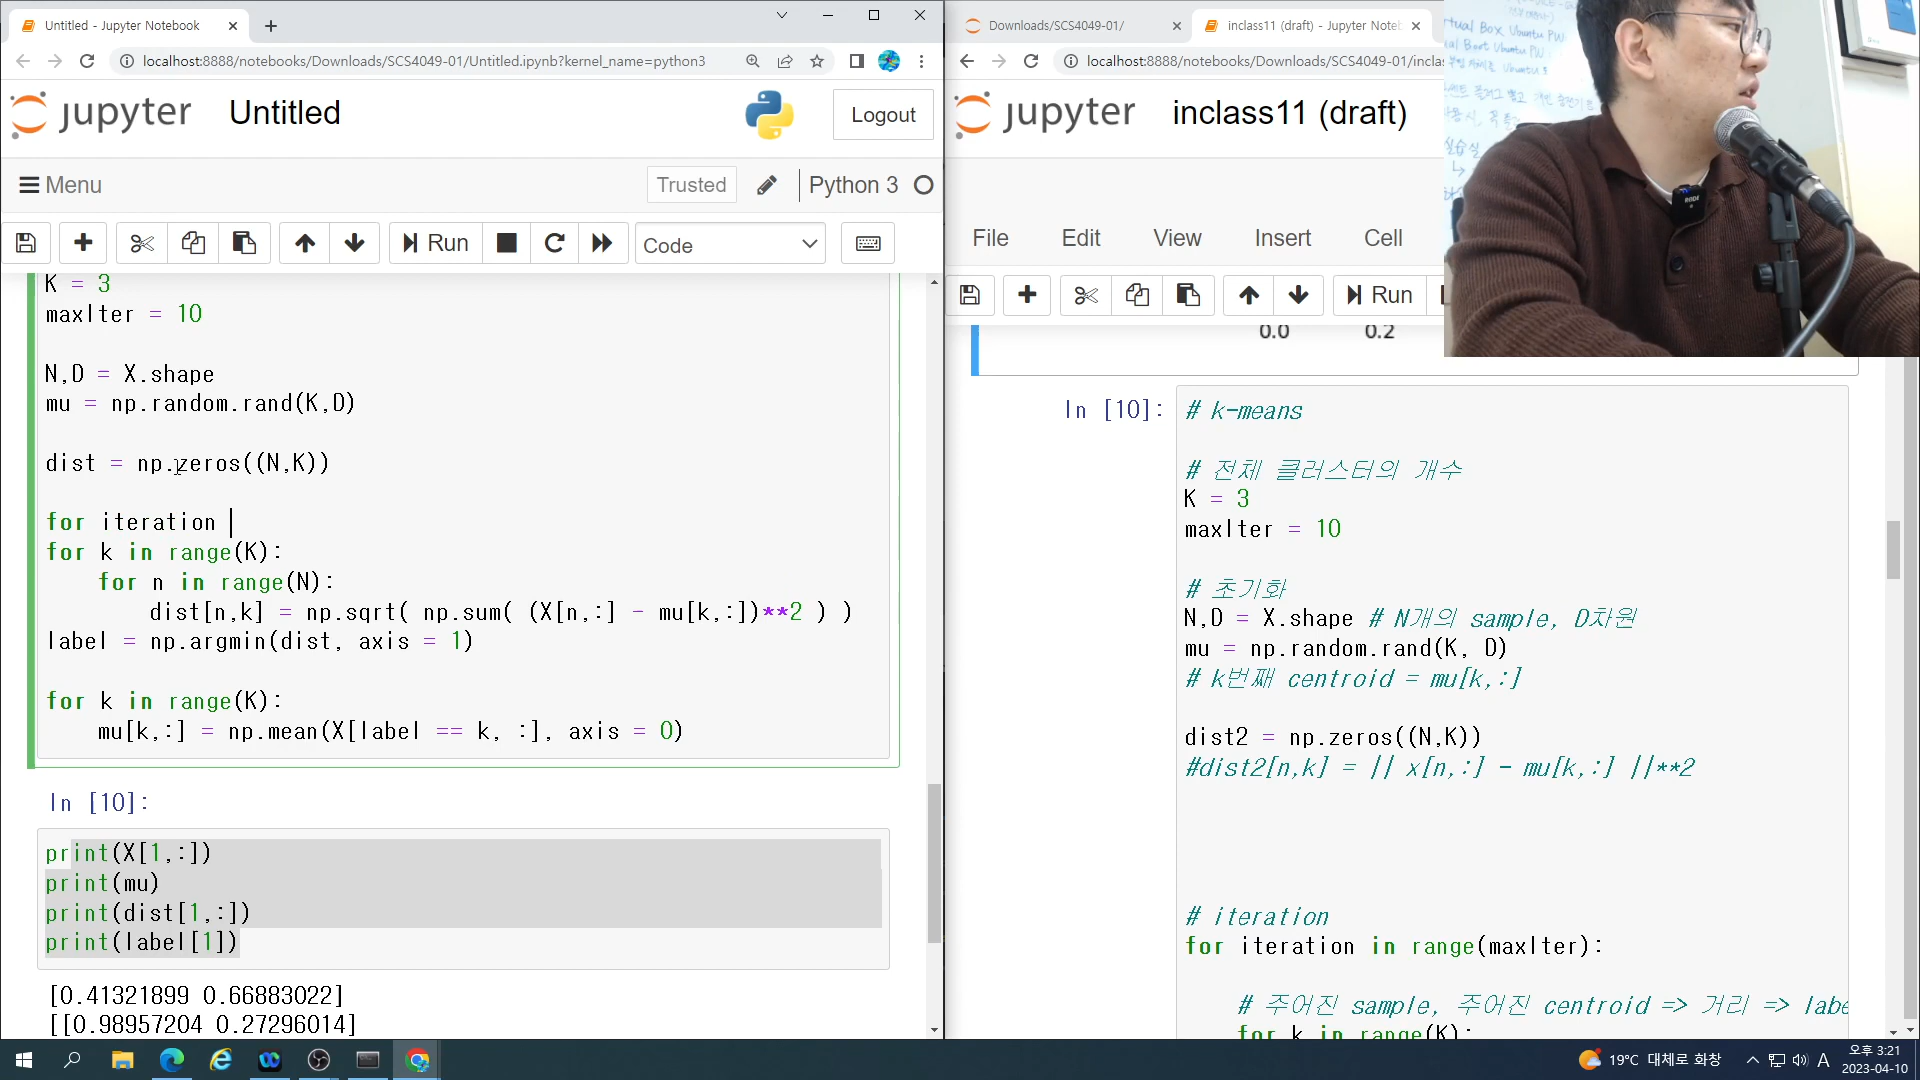 Untitled - Jupyter Notebook
localhost:8888/notebooks/Downloads/SCS4049-01/Untitled.ipynb?kernel_name=python3
jupyter Untitled
Logout
Menu
Trusted
Python 3
Run
Code
K = 3
maxIter = 10
N,D = X.shape
mu = np.random.rand(K,D)
dist = np.zeros((N,K))
for iteration
for k in range(K):
for n in range(N):
dist[n,k] = np.sqrt( np.sum( (X[n,:] - mu[k,:])**2 ) )
label = np.argmin(dist, axis = 1)
for k in range(K):
mu[k,:] = np.mean(X[label == k, :], axis = 0)
In [10]:
print(X[1,:])
print(mu)
print(dist[1,:])
print(label[1])
[0.41321899 0.66883022]
[[0.98957204 0.27296014]
Downloads/SCS4049-01/
inclass11 (draft) - Jupyter Noteb
localhost:8888/notebooks/Downloads/SCS4049-01/inclas
jupyter inclass11 (draft)
File Edit View Insert Cell
Run
0.0 0.2
In [10]:
# k-means
# 전체 클러스터의 개수
K = 3
maxIter = 10
# 초기화
N,D = X.shape # N개의 sample, D차원
mu = np.random.rand(K, D)
# k번째 centroid = mu[k,:]
dist2 = np.zeros((N,K))
#dist2[n,k] = || x[n,:] - mu[k,:] ||**2
# iteration
for iteration in range(maxIter):
# 주어진 sample, 주어진 centroid => 거리 => labe
for k in range(K):
19°C 대체로 화창
A
오후 3:21
2023-04-10